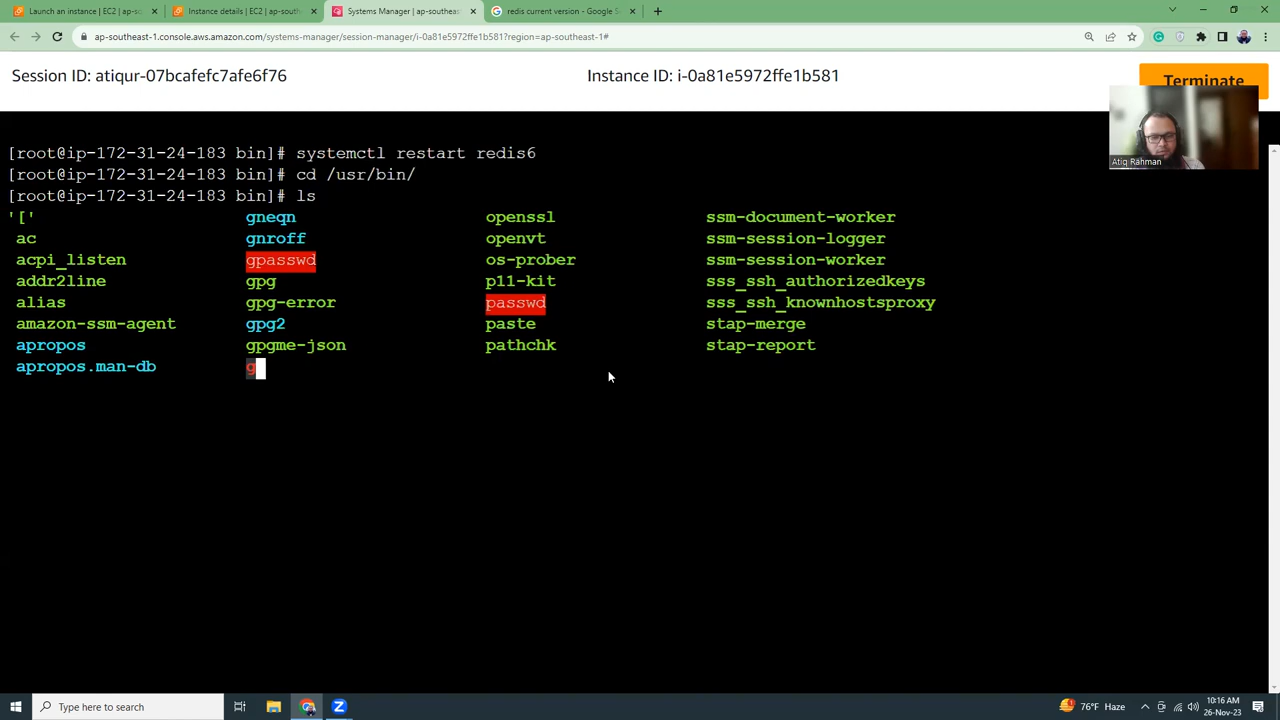 Launch an instance | EC2 | ap-so
Instance details | EC2 | ap-south
Systems Manager | ap-southeast
redis current version - Google S
ap-southeast-1.console.aws.amazon.com/systems-manager/session-manager/i-0a81e5972ffe1b581?region=ap-southeast-1#
Session ID: atiqur-07bcafefc7afe6f76
Instance ID: i-0a81e5972ffe1b581
Terminate
Atiq Rahman
[root@ip-172-31-24-183 bin]# systemctl restart redis6
[root@ip-172-31-24-183 bin]# cd /usr/bin/
[root@ip-172-31-24-183 bin]# ls
'[' gneqn openssl ssm-document-worker
ac gnroff openvt ssm-session-logger
acpi_listen gpasswd os-prober ssm-session-worker
addr2line gpg p11-kit sss_ssh_authorizedkeys
alias gpg-error passwd sss_ssh_knownhostsproxy
amazon-ssm-agent gpg2 paste stap-merge
apropos gpgme-json pathchk stap-report
apropos.man-db g
Type here to search
76°F Haze
10:16 AM
26-Nov-23